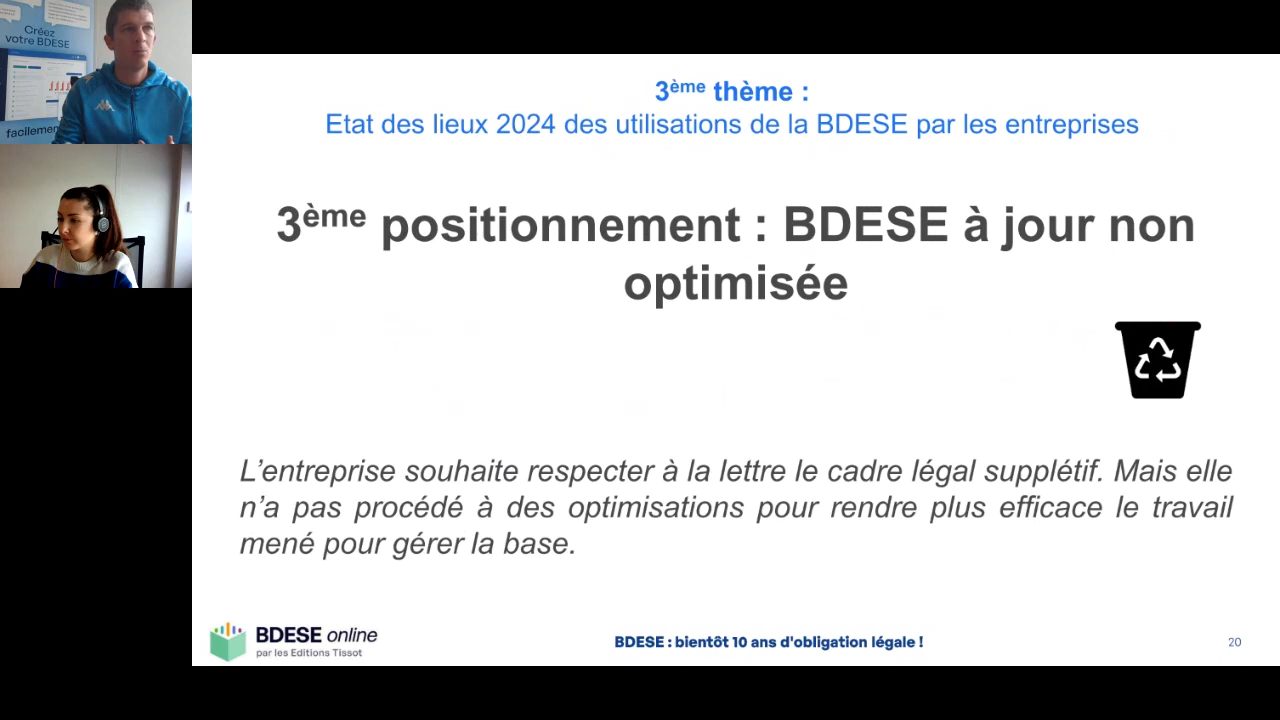 Créez
votre BDESE
facilemen
3ème thème :
Etat des lieux 2024 des utilisations de la BDESE par les entreprises
3ème positionnement : BDESE à jour non
optimisée
L’entreprise souhaite respecter à la lettre le cadre légal supplétif. Mais elle
n’a pas procédé à des optimisations pour rendre plus efficace le travail
mené pour gérer la base.
BDESE online
par les Editions Tissot
BDESE : bientôt 10 ans d'obligation légale !
20